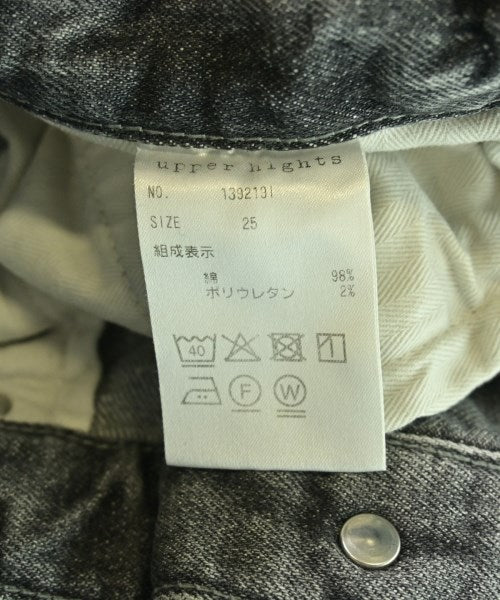 upper hights
NO. 1392131
SIZE 25
組成表示
綿 98%
ポリウレタン 2%
40
F W